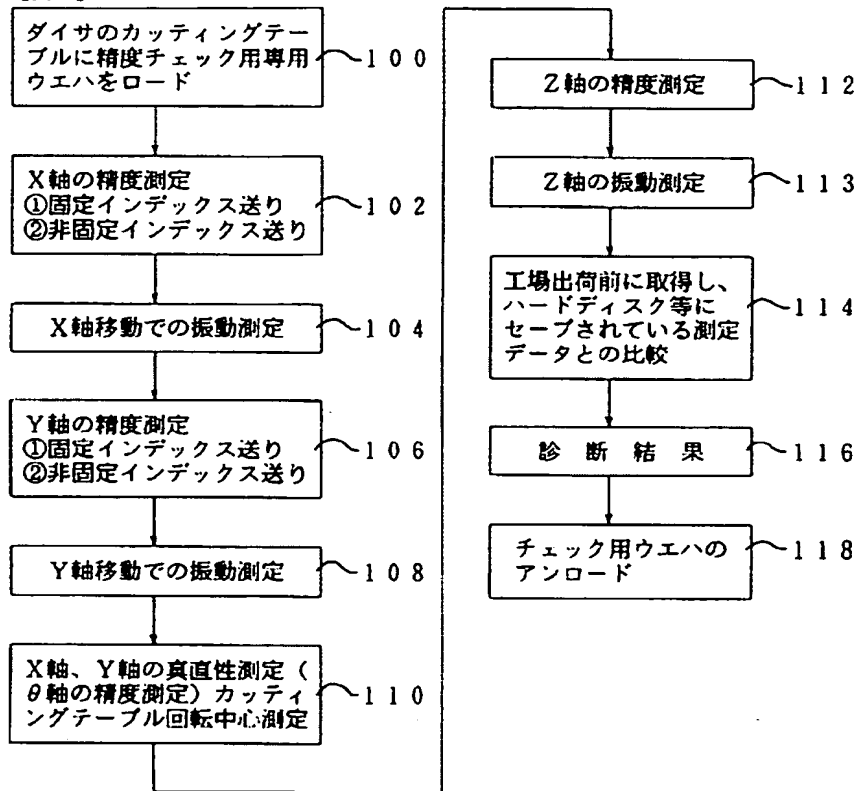 ダイサのカッティングテー
ブルに精度チェック用専用
ウエハをロード
100
X軸の精度測定
①固定インデックス送り
②非固定インデックス送り
102
X軸移動での振動測定
104
Y軸の精度測定
①固定インデックス送り
②非固定インデックス送り
106
Y軸移動での振動測定
108
X軸、Y軸の真直性測定(
θ軸の精度測定)カッティ
ングテーブル回転中心測定
110
Z軸の精度測定
112
Z軸の振動測定
113
工場出荷前に取得し、
ハードディスク等に
セーブされている測定
データとの比較
114
診断結果
116
チェック用ウエハの
アンロード
118